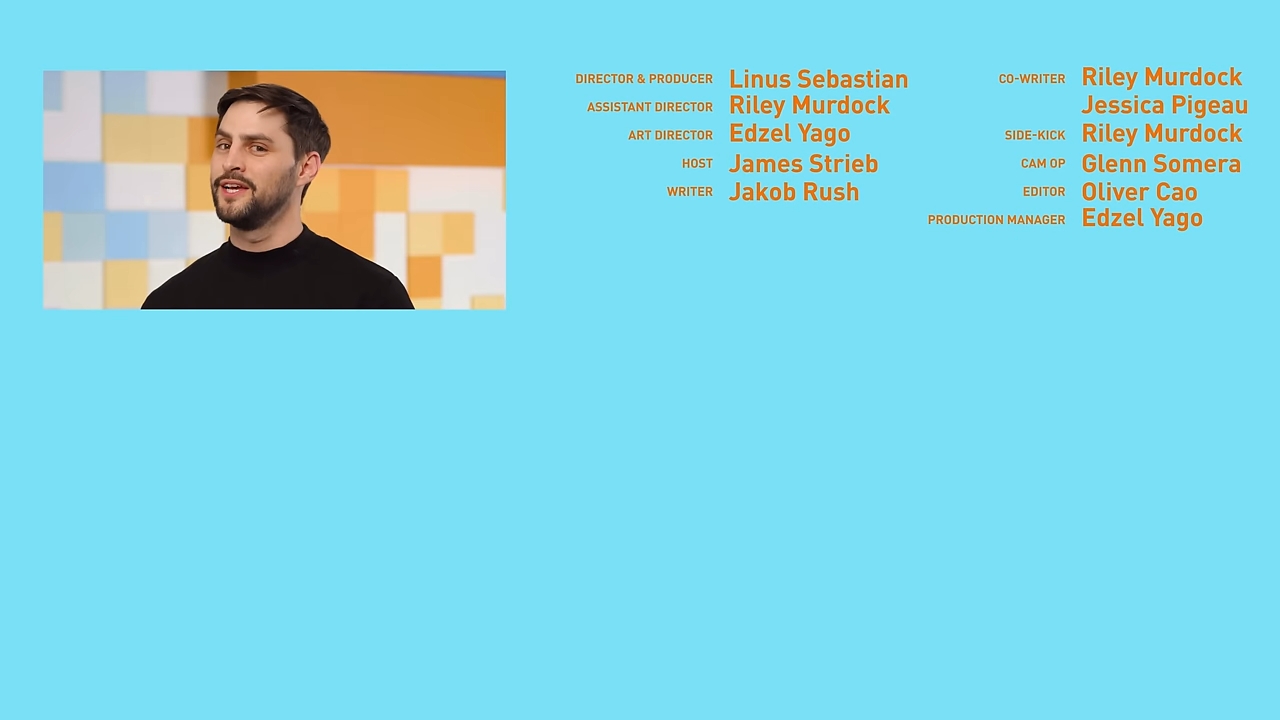 DIRECTOR & PRODUCER Linus Sebastian
ASSISTANT DIRECTOR Riley Murdock
ART DIRECTOR Edzel Yago
HOST James Strieb
WRITER Jakob Rush
CO-WRITER Riley Murdock
Jessica Pigeau
SIDE-KICK Riley Murdock
CAM OP Glenn Somera
EDITOR Oliver Cao
PRODUCTION MANAGER Edzel Yago